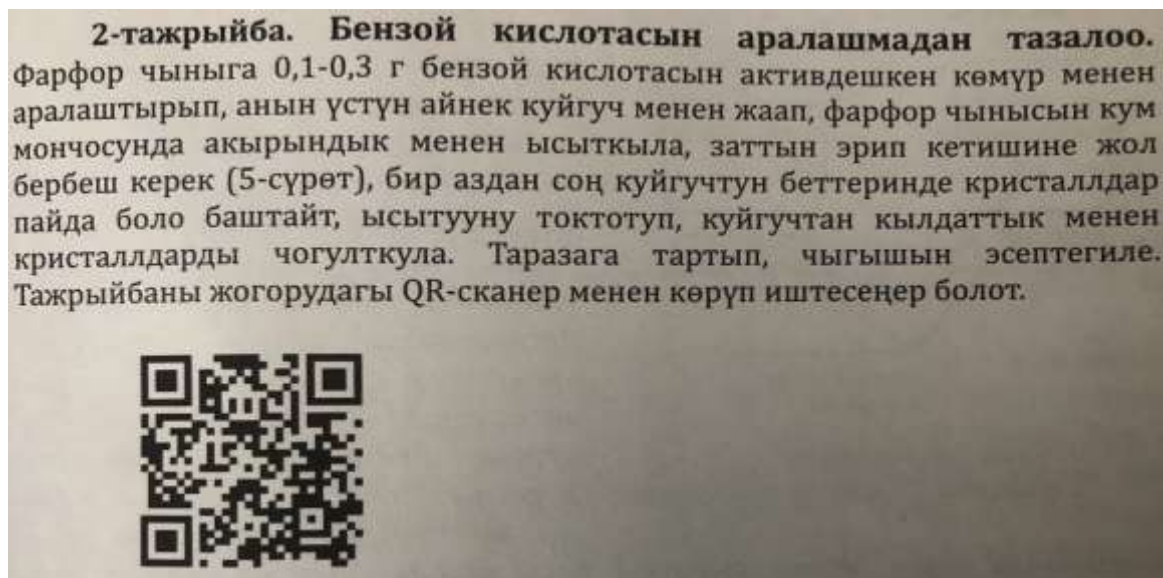 2-тажрыйба. Бензой кислотасын аралашмадан тазалоо.
Фарфор чыныга 0,1-0,3 г бензой кислотасын активдешкен көмүр менен
аралаштырып, анын үстүн айнек куйгуч менен жаап, фарфор чынысын кум
мончосунда акырындык менен ысыткыла, заттын эрип кетишине жол
бербеш керек (5-сүрөт), бир аздан соң куйгучтун беттеринде кристаллдар
пайда боло баштайт, ысытууну токтотуп, куйгучтан кылдаттык менен
кристаллдарды чогулткула. Таразага тартып, чыгышын эсептегиле.
Тажрыйбаны жогорудагы QR-сканер менен көрүп иштесеңер болот.